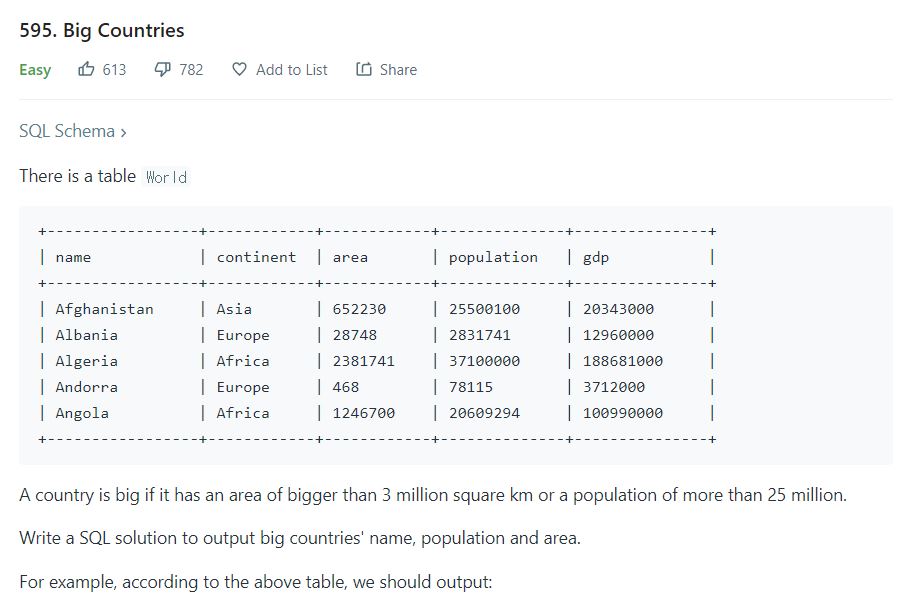 595. Big Countries
Easy 613 782 Add to List Share
SQL Schema ›
There is a table World
+-----------------+------------+------------+--------------+---------------+
| name            | continent  | area       | population   | gdp           |
+-----------------+------------+------------+--------------+---------------+
| Afghanistan     | Asia       | 652230     | 25500100     | 20343000      |
| Albania         | Europe     | 28748      | 2831741      | 12960000      |
| Algeria         | Africa     | 2381741    | 37100000     | 188681000     |
| Andorra         | Europe     | 468        | 78115        | 3712000       |
| Angola          | Africa     | 1246700    | 20609294     | 100990000     |
+-----------------+------------+------------+--------------+---------------+
A country is big if it has an area of bigger than 3 million square km or a population of more than 25 million.
Write a SQL solution to output big countries' name, population and area.
For example, according to the above table, we should output: